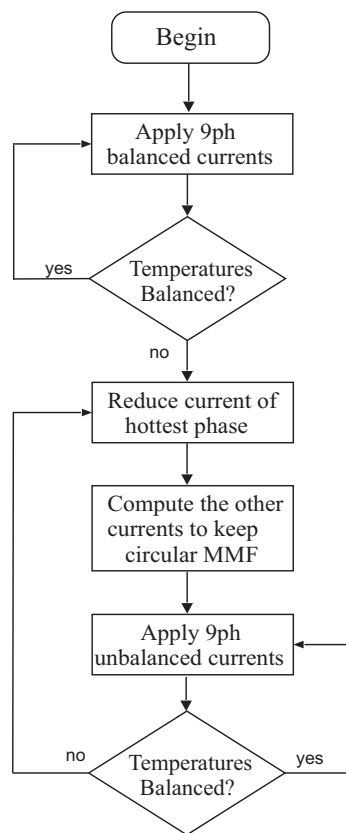 Begin
Apply 9ph
balanced currents
yes
Temperatures
Balanced?
no
Reduce current of
hottest phase
Compute the other
currents to keep
circular MMF
Apply 9ph
unbalanced currents
no
Temperatures
Balanced?
yes